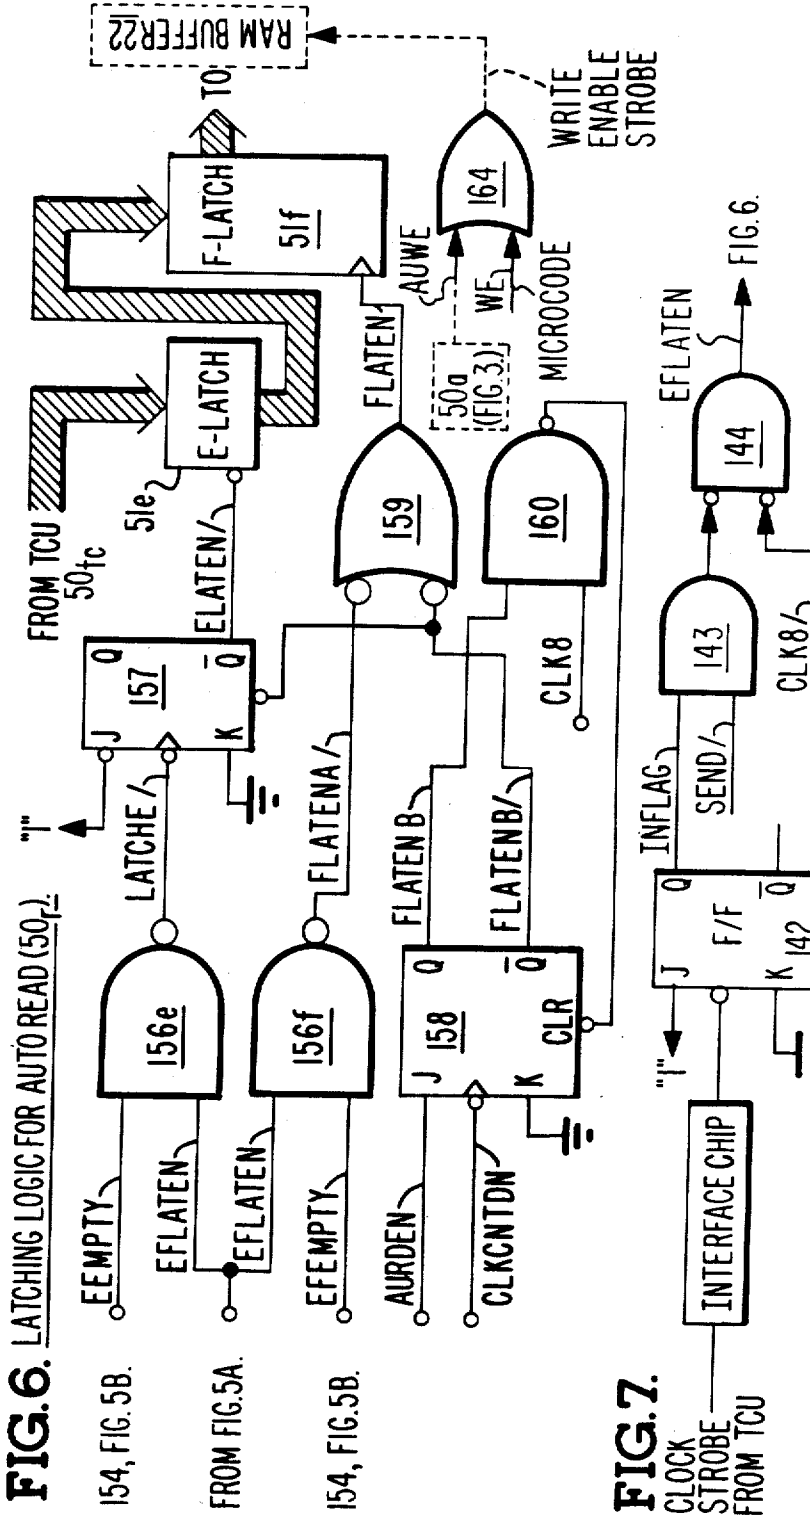 FIG.6. LATCHING LOGIC FOR AUTO READ (50r).
154, FIG. 5B.
EEMPTY
FROM FIG.5A.
EFLATEN
EFLATEN
154, FIG. 5B.
EFEMPTY
AURDEN
CLKCNTDN
156e
156f
LATCHE/
FLATENA/
"1"
J
Q
157
K
Q
J
Q
158
K
Q
CLR
FLATEN B
FLATENB/
FROM TCU
50tc
51e
ELATEN/
E-LATCH
159
FLATEN
F-LATCH
51f
TO
RAM BUFFER 22
CLK8
160
50a
(FIG. 3.)
AUWE
WE
MICROCODE
164
WRITE
ENABLE
STROBE
FIG.7.
CLOCK
STROBE
FROM TCU
INTERFACE CHIP
"1"
J
Q
F/F
K
Q
142
INFLAG
SEND/
143
CLK8/
144
EFLATEN
FIG. 6.